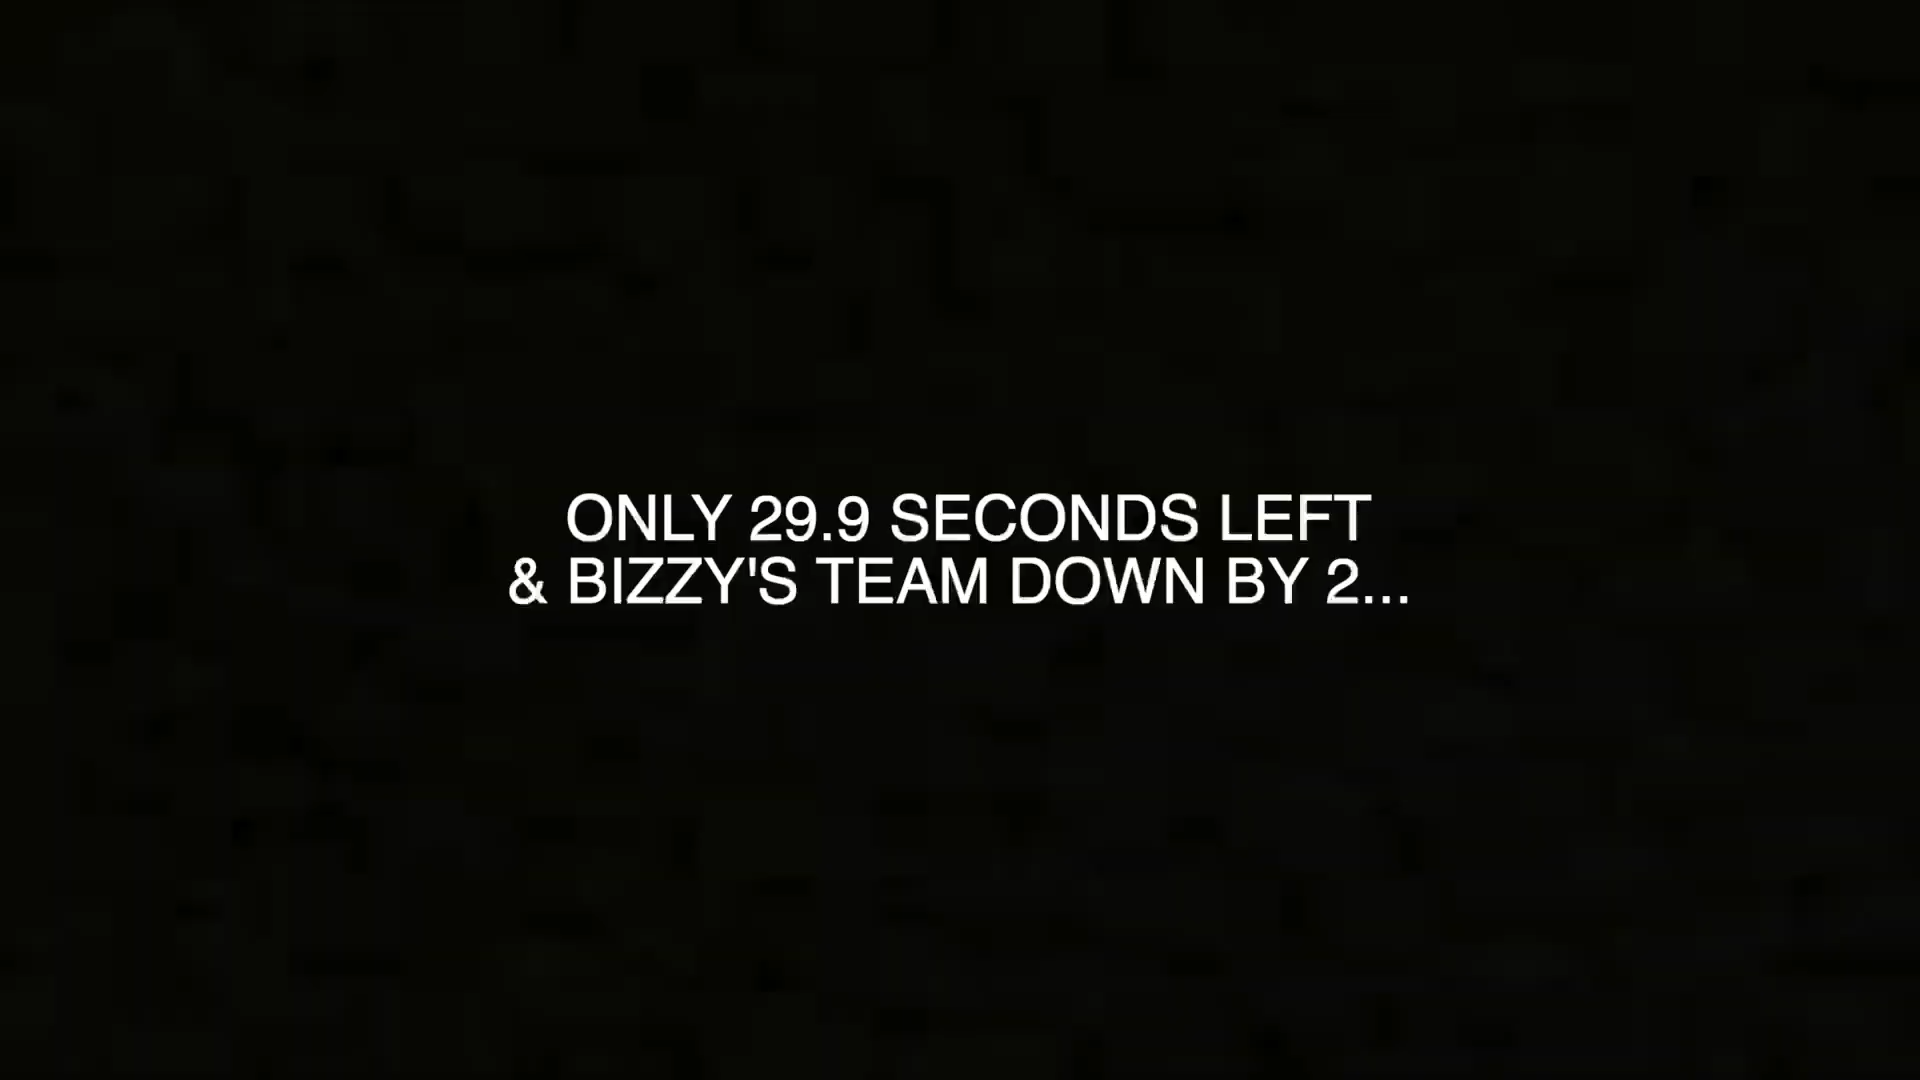 ONLY 29.9 SECONDS LEFT
& BIZZY'S TEAM DOWN BY 2...